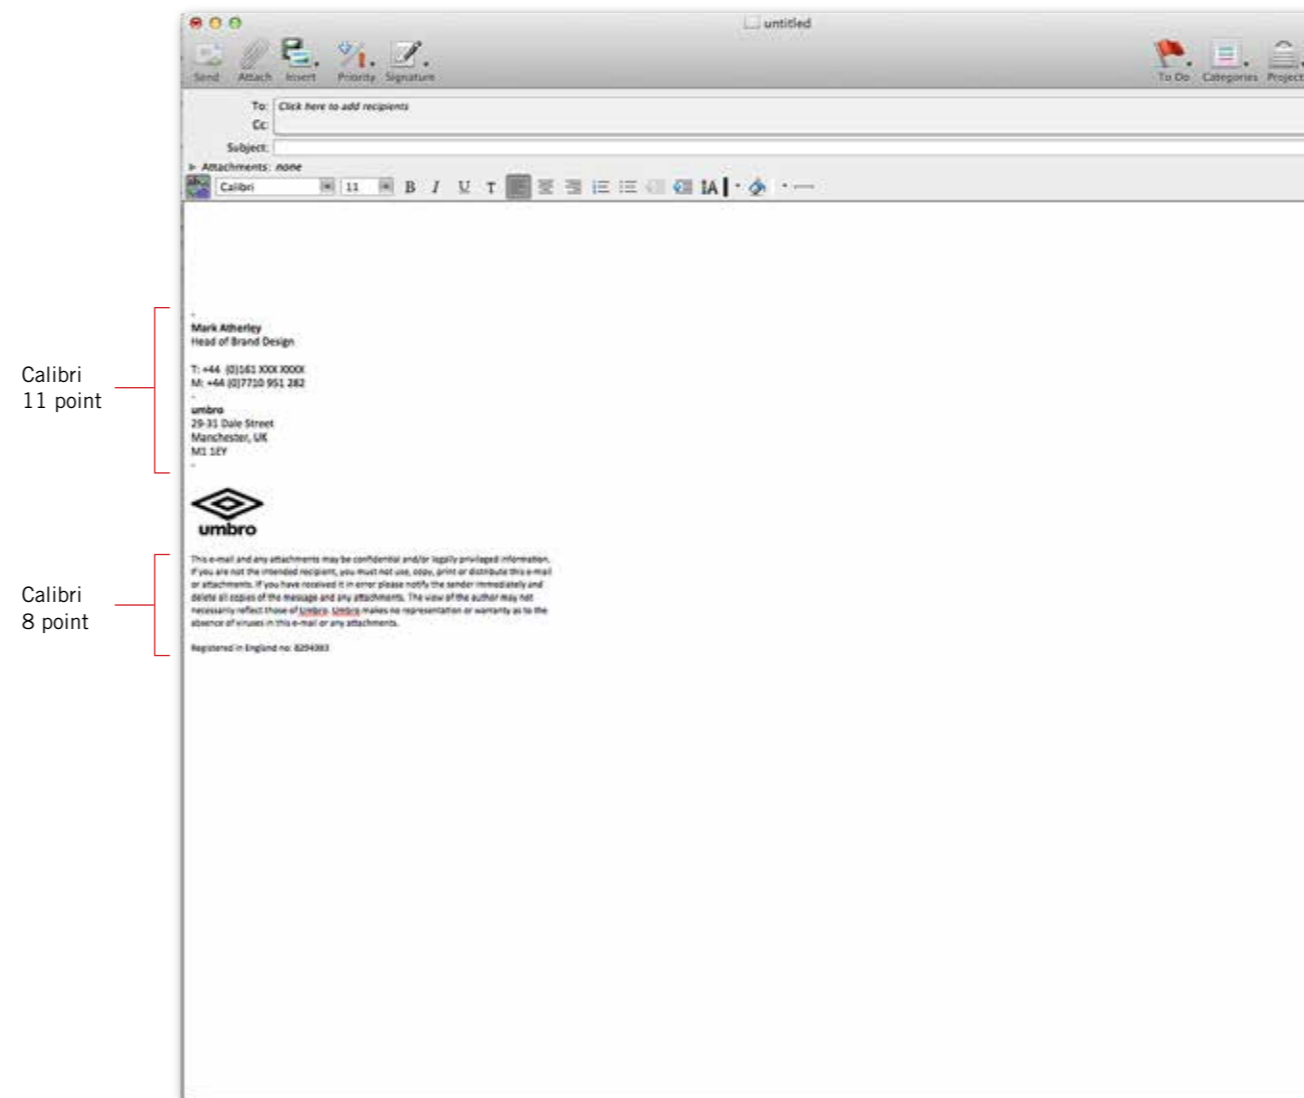 untitled
Send Attach Insert Priority Signature
To Do Categories Project
To: Click here to add recipients
Cc:
Subject:
Attachments: none
Calibri 11 B I U T A
-
Mark Atherley
Head of Brand Design
T: +44 (0)161 XXX XXXX
M: +44 (0)7710 951 282
-
umbro
29-31 Dale Street
Manchester, UK
M1 1EY
-
Calibri
11 point
umbro
This e-mail and any attachments may be confidential and/or legally privileged information.
If you are not the intended recipient, you must not use, copy, print or distribute this e-mail
or attachments. If you have received it in error please notify the sender immediately and
delete all copies of the message and any attachments. The view of the author may not
necessarily reflect those of Umbro. Umbro makes no representation or warranty as to the
absence of viruses in this e-mail or any attachments.
Registered in England no:
Calibri
8 point